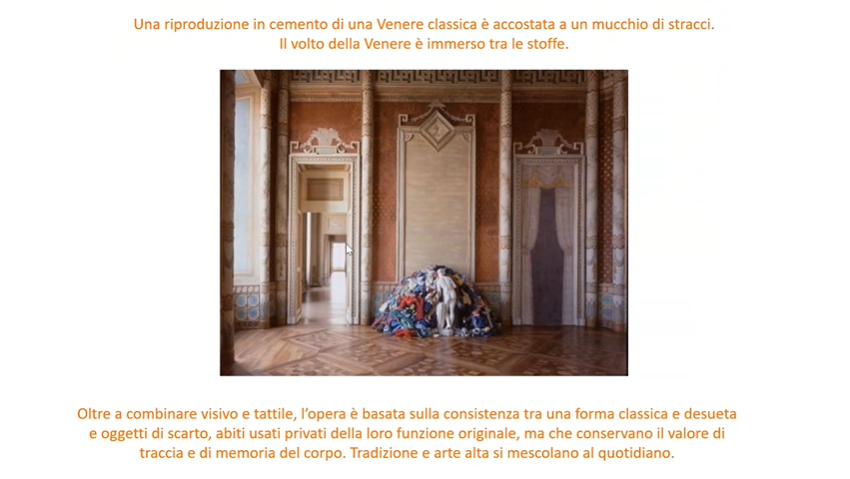 Una riproduzione in cemento di una Venere classica è accostata a un mucchio di stracci.
Il volto della Venere è immerso tra le stoffe.
Oltre a combinare visivo e tattile, l'opera è basata sulla consistenza tra una forma classica e desueta
e oggetti di scarto, abiti usati privati della loro funzione originale, ma che conservano il valore di
traccia e di memoria del corpo. Tradizione e arte alta si mescolano al quotidiano.